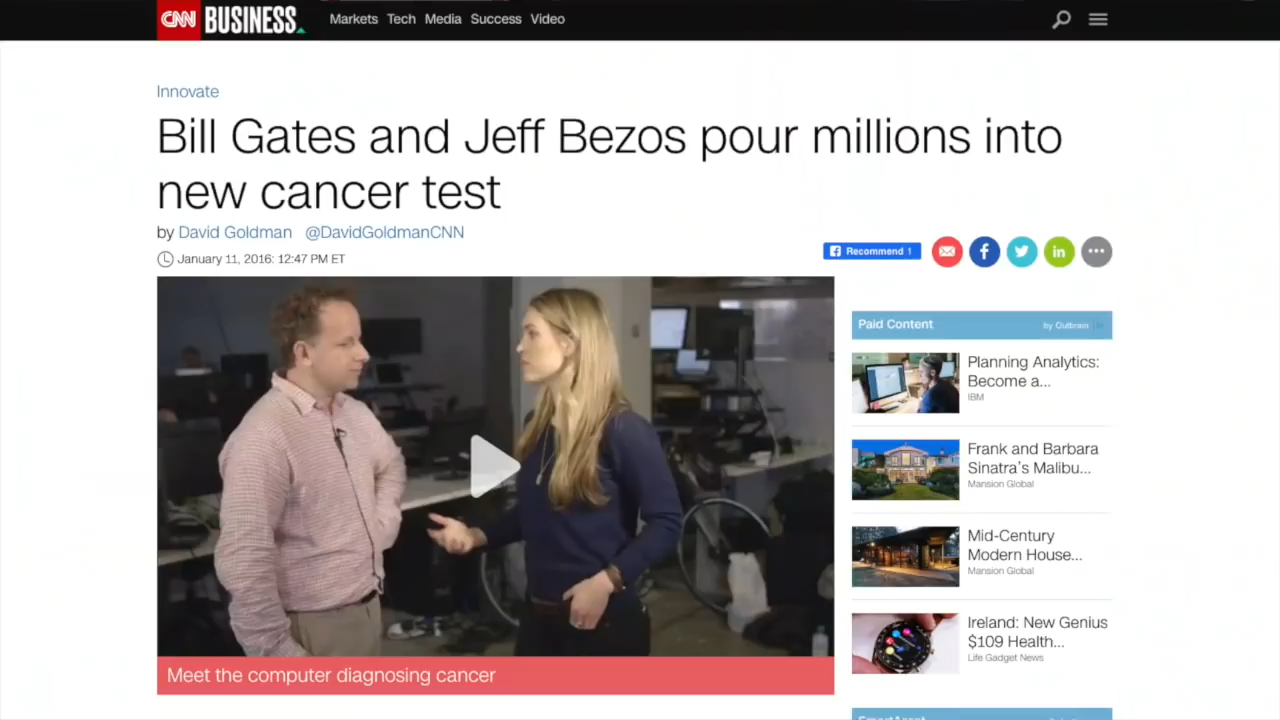 CNN BUSINESS
Markets Tech Media Success Video
Innovate
Bill Gates and Jeff Bezos pour millions into
new cancer test
by David Goldman @DavidGoldmanCNN
January 11, 2016: 12:47 PM ET
Recommend 1
Meet the computer diagnosing cancer
Paid Content
by Outbrain
Planning Analytics:
Become a...
IBM
Frank and Barbara
Sinatra's Malibu...
Mansion Global
Mid-Century
Modern House...
Mansion Global
Ireland: New Genius
$109 Health...
Life Gadget News